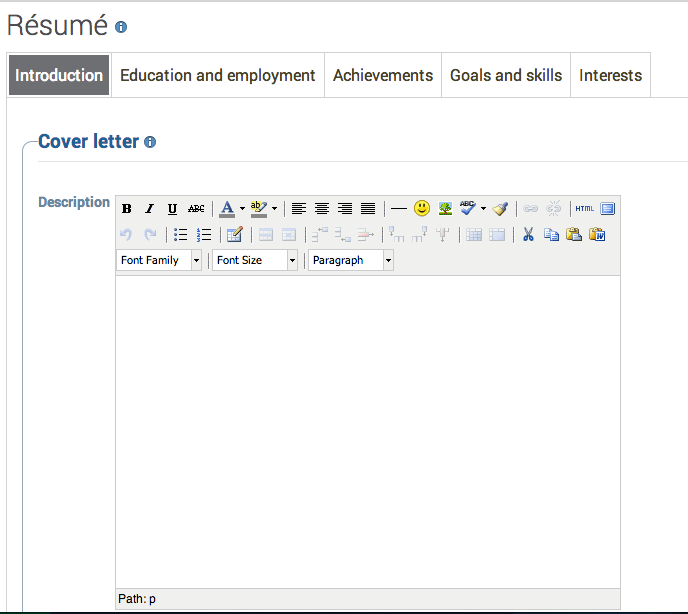 Résumé
Introduction Education and employment Achievements Goals and skills Interests
Cover letter
Description
B I U ABC A ab ABC HTML
Font Family Font Size Paragraph
Path: p